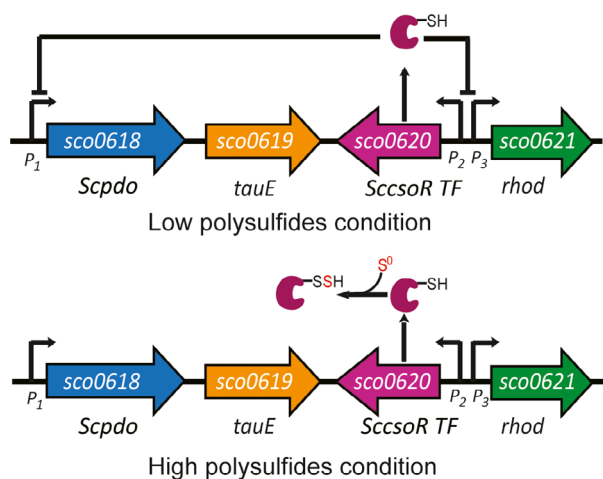 SH
sco0618 sco0619 sco0620 sco0621
P1 P2 P3
Scpdo tauE SccsoR TF rhod
Low polysulfides condition
S0
SSH SH
sco0618 sco0619 sco0620 sco0621
P1 P2 P3
Scpdo tauE SccsoR TF rhod
High polysulfides condition